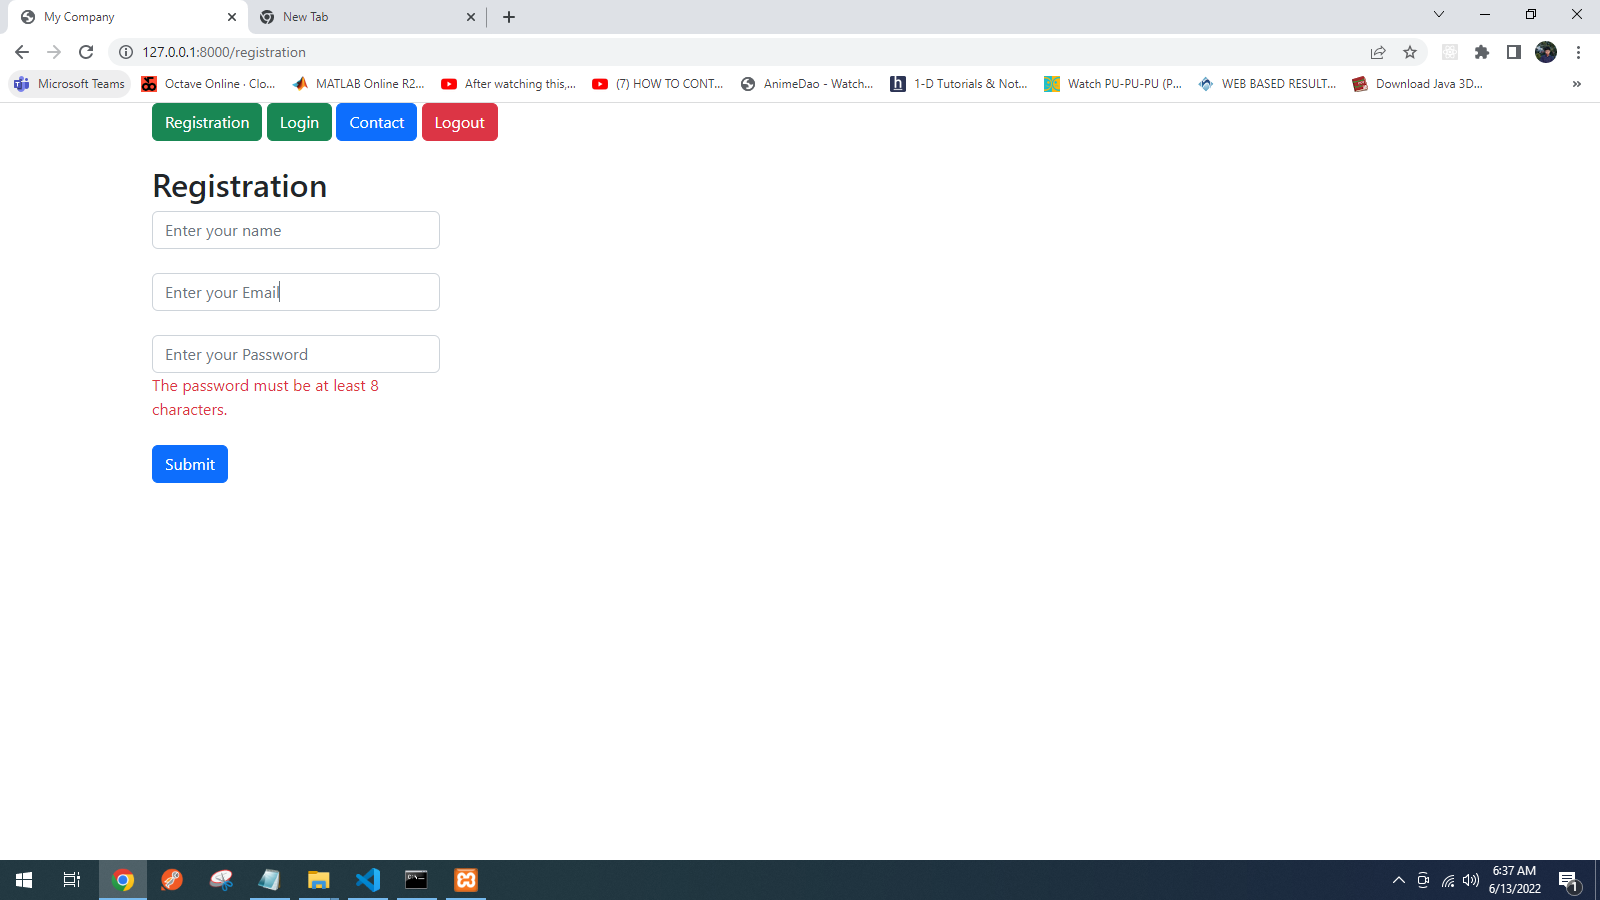 My Company
New Tab
127.0.0.1:8000/registration
Microsoft Teams
Octave Online · Clo...
MATLAB Online R2...
After watching this,...
(7) HOW TO CONT...
AnimeDao - Watch...
1-D Tutorials & Not...
Watch PU-PU-PU (P...
WEB BASED RESULT...
Download Java 3D...
»
Registration
Login
Contact
Logout
Registration
Enter your name
Enter your Email
Enter your Password
The password must be at least 8
characters.
Submit
6:37 AM
6/13/2022
1